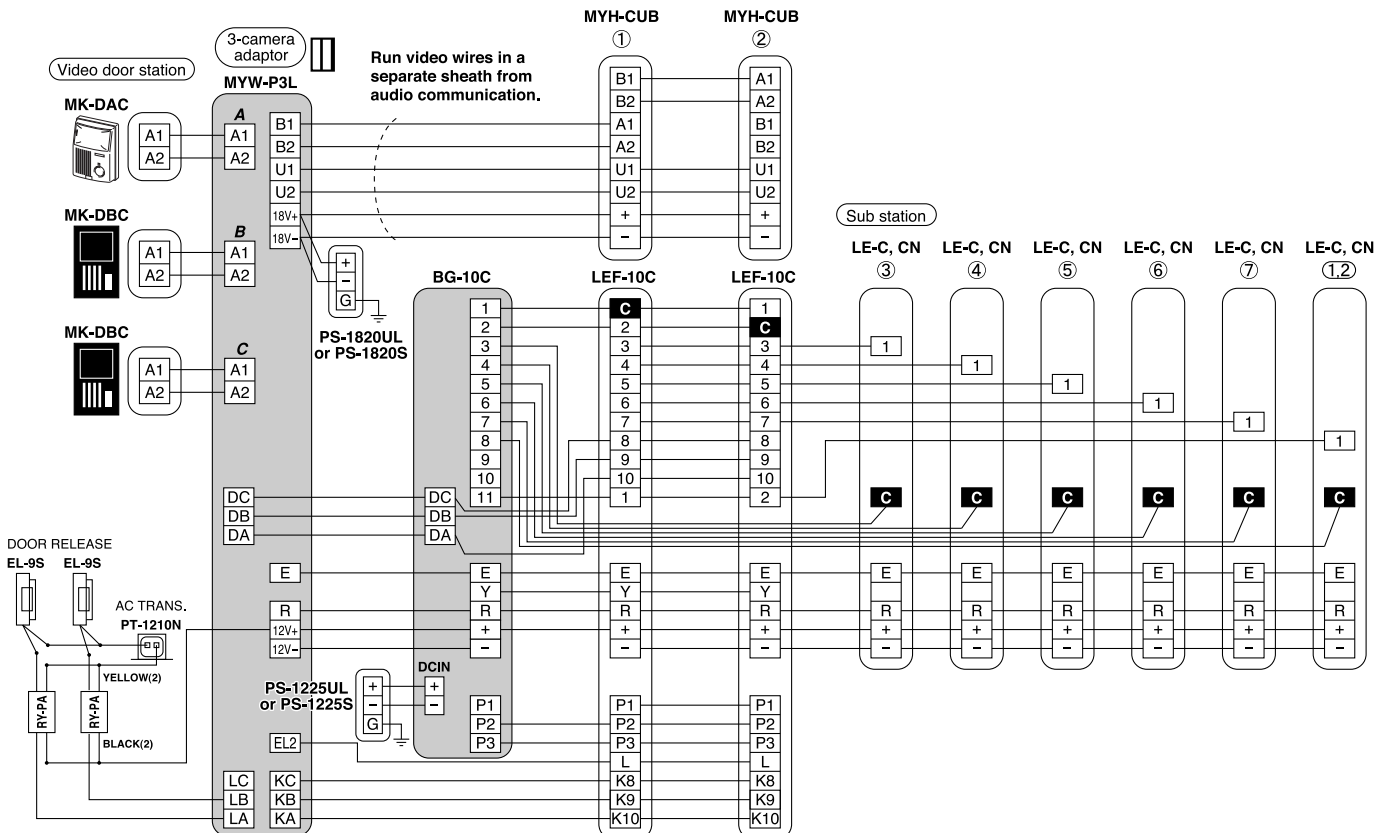 MYH-CUB
①
MYH-CUB
②
3-camera
adaptor
Run video wires in a
separate sheath from
audio communication.
Video door station
MYW-P3L
MK-DAC
A1
A2
A
A1
A2
MK-DBC
A1
A2
B
A1
A2
MK-DBC
A1
A2
C
A1
A2
B1
B2
U1
U2
18V+
18V−
B1
B2
A1
A2
U1
U2
+
−
A1
A2
B1
B2
U1
U2
+
−
+
−
G
PS-1820UL
or PS-1820S
Sub station
BG-10C
LEF-10C
LEF-10C
LE-C, CN
③
LE-C, CN
④
LE-C, CN
⑤
LE-C, CN
⑥
LE-C, CN
⑦
LE-C, CN
1,2
1
2
3
4
5
6
7
8
9
10
11
C
2
3
4
5
6
7
8
9
10
1
1
C
3
4
5
6
7
8
9
10
2
1
1
1
1
1
1
C
C
C
C
C
C
DC
DB
DA
DC
DB
DA
E
R
12V+
12V−
E
Y
R
+
−
E
Y
R
+
−
E
Y
R
+
−
E
R
+
−
E
R
+
−
E
R
+
−
E
R
+
−
E
R
+
−
E
R
+
−
DOOR RELEASE
EL-9S
EL-9S
AC TRANS.
PT-1210N
YELLOW(2)
RY-PA
RY-PA
BLACK(2)
PS-1225UL
or PS-1225S
+
−
G
DCIN
+
−
P1
P2
P3
P1
P2
P3
L
K8
K9
K10
P1
P2
P3
L
K8
K9
K10
EL2
LC
LB
LA
KC
KB
KA